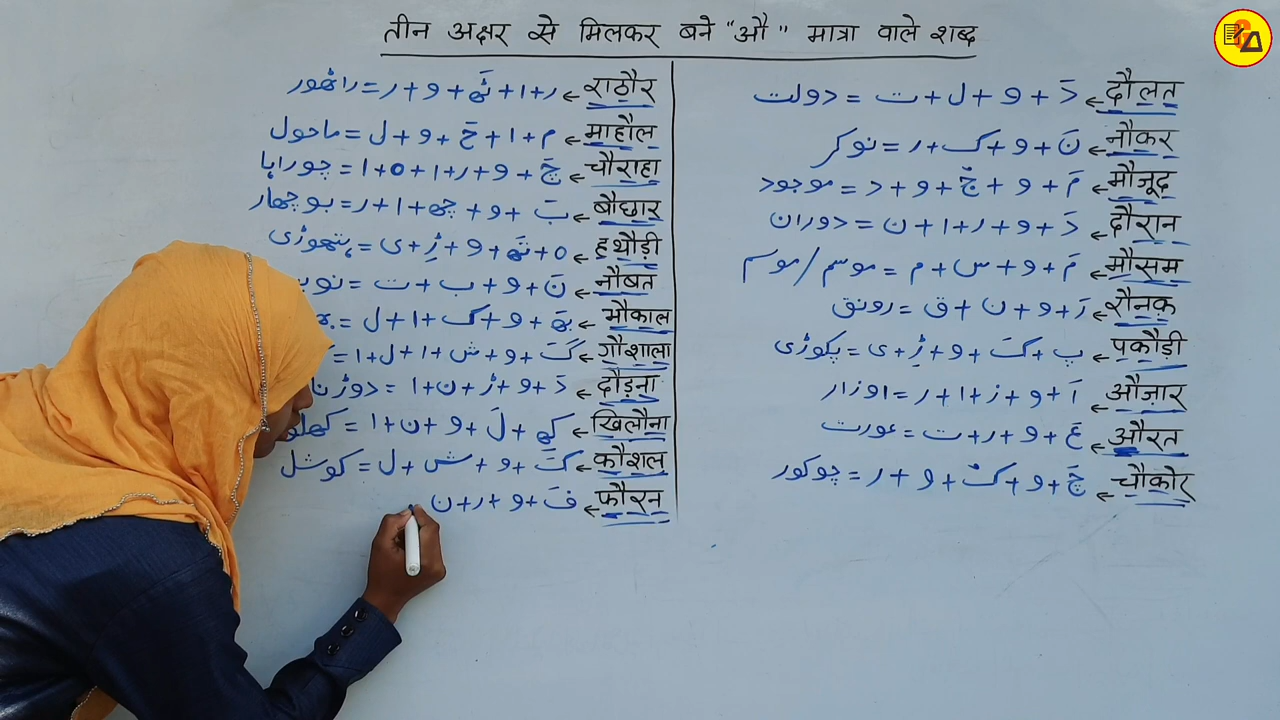 तीन अक्षर से मिलकर बने "औ" मात्रा वाले शब्द
दौलत ← دَ + و + ل + ت = دولت
नौकर ← نَ + و + ک + ر = نوکر
मौजूद ← مَ + و + جُ + و + د = موجود
दौरान ← دَ + و + ر + ا + ن = دوران
मौसम ← مَ + و + س + م = موسم / موسم
रौनक़ ← رَ + و + ن + ق = رونق
पकौड़ी ← پ + کَ + و + ڑِ + ی = پکوڑی
औज़ार ← اَ + و + ز + ا + ر = اوزار
औरत ← عَ + و + ر + ت = عورت
चौकोर ← چَ + و + ک + و + ر = چوکور
राठौर ← ر + ا + ٹھَ + و + ر = راٹھور
माहौल ← م + ا + حَ + و + ل = ماحول
चौराहा ← چَ + و + ر + ا + ہ + ا = چوراہا
बौछार ← بَ + و + چھ + ا + ر = بوچھار
हथौड़ी ← ہ + تھَ + و + ڑِ + ی = ہتھوڑی
नौबत ← نَ + و + ب + ت =
भौकाल ← بھَ + و + ک + ا + ل =
गौशाला ← گَ + و + ش + ا + ل + ا =
दौड़ना ← دَ + و + ڑ + ن + ا =
खिलौना ← کھِ + لَ + و + ن + ا =
कौशल ← کَ + و + ش + ل = کوشل
फौरन ← فَ + و + ر + ن